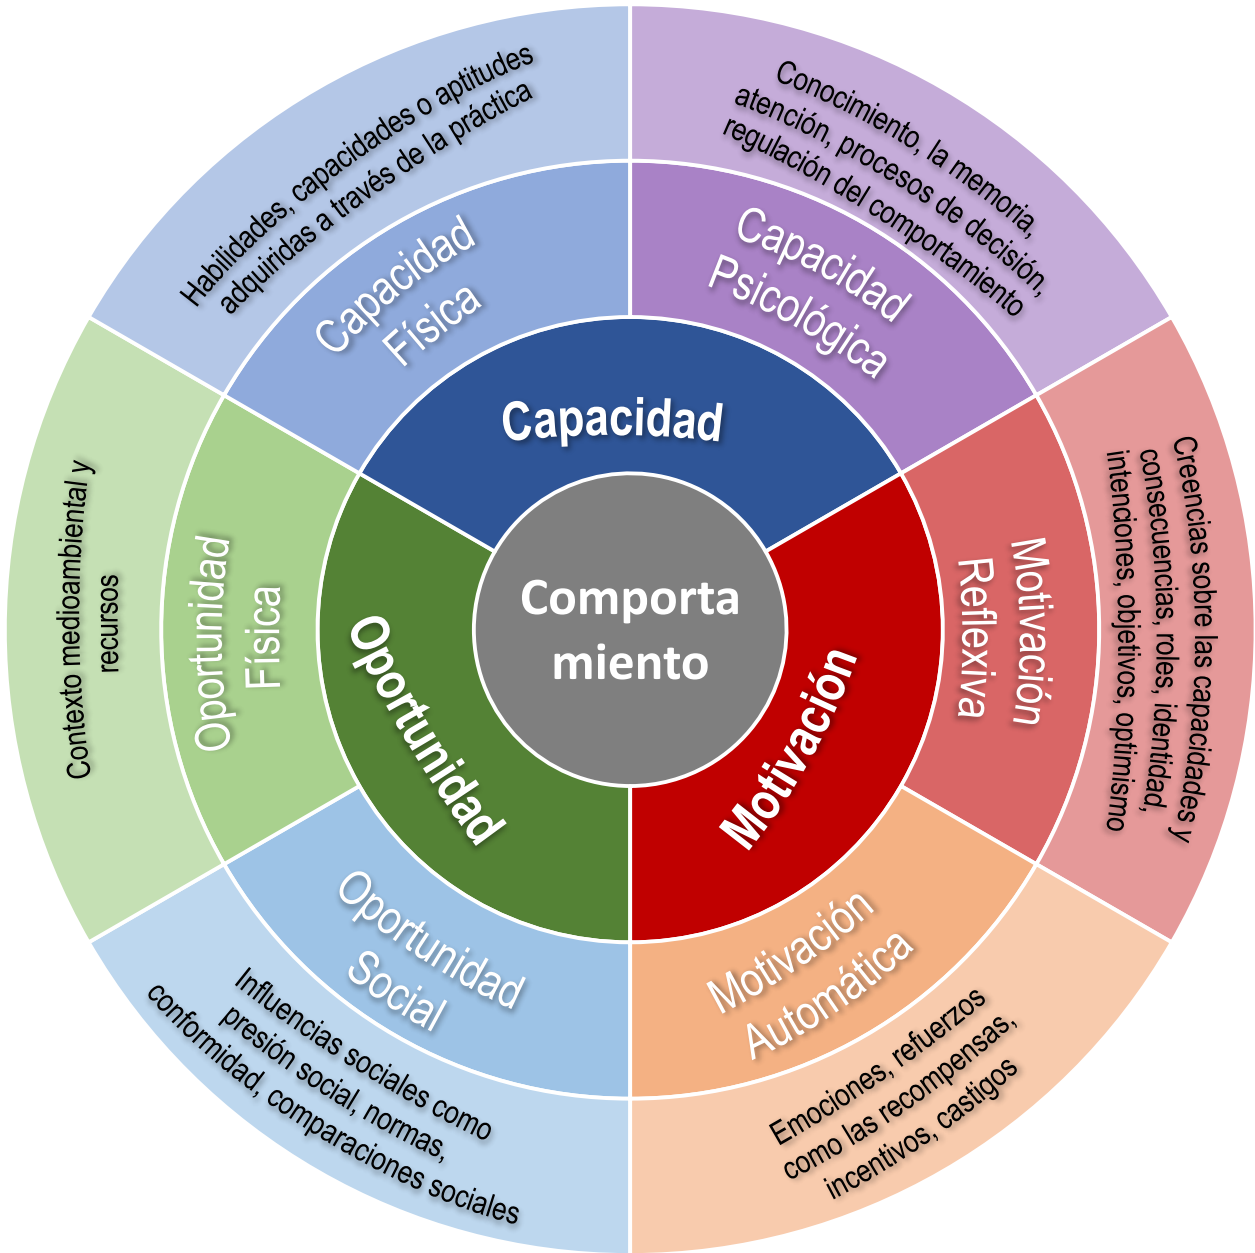 Comporta
miento
Capacidad
Motivación
Oportunidad
Capacidad
Física
Capacidad
Psicológica
Motivación
Reflexiva
Motivación
Automática
Oportunidad
Social
Oportunidad
Física
Habilidades, capacidades o aptitudes
adquiridas a través de la práctica
Conocimiento, la memoria,
atención, procesos de decisión,
regulación del comportamiento
Creencias sobre las capacidades y
consecuencias, roles, identidad,
intenciones, objetivos, optimismo
Emociones, refuerzos
como las recompensas,
incentivos, castigos
Influencias sociales como
presión social, normas,
conformidad, comparaciones sociales
Contexto medioambiental y
recursos